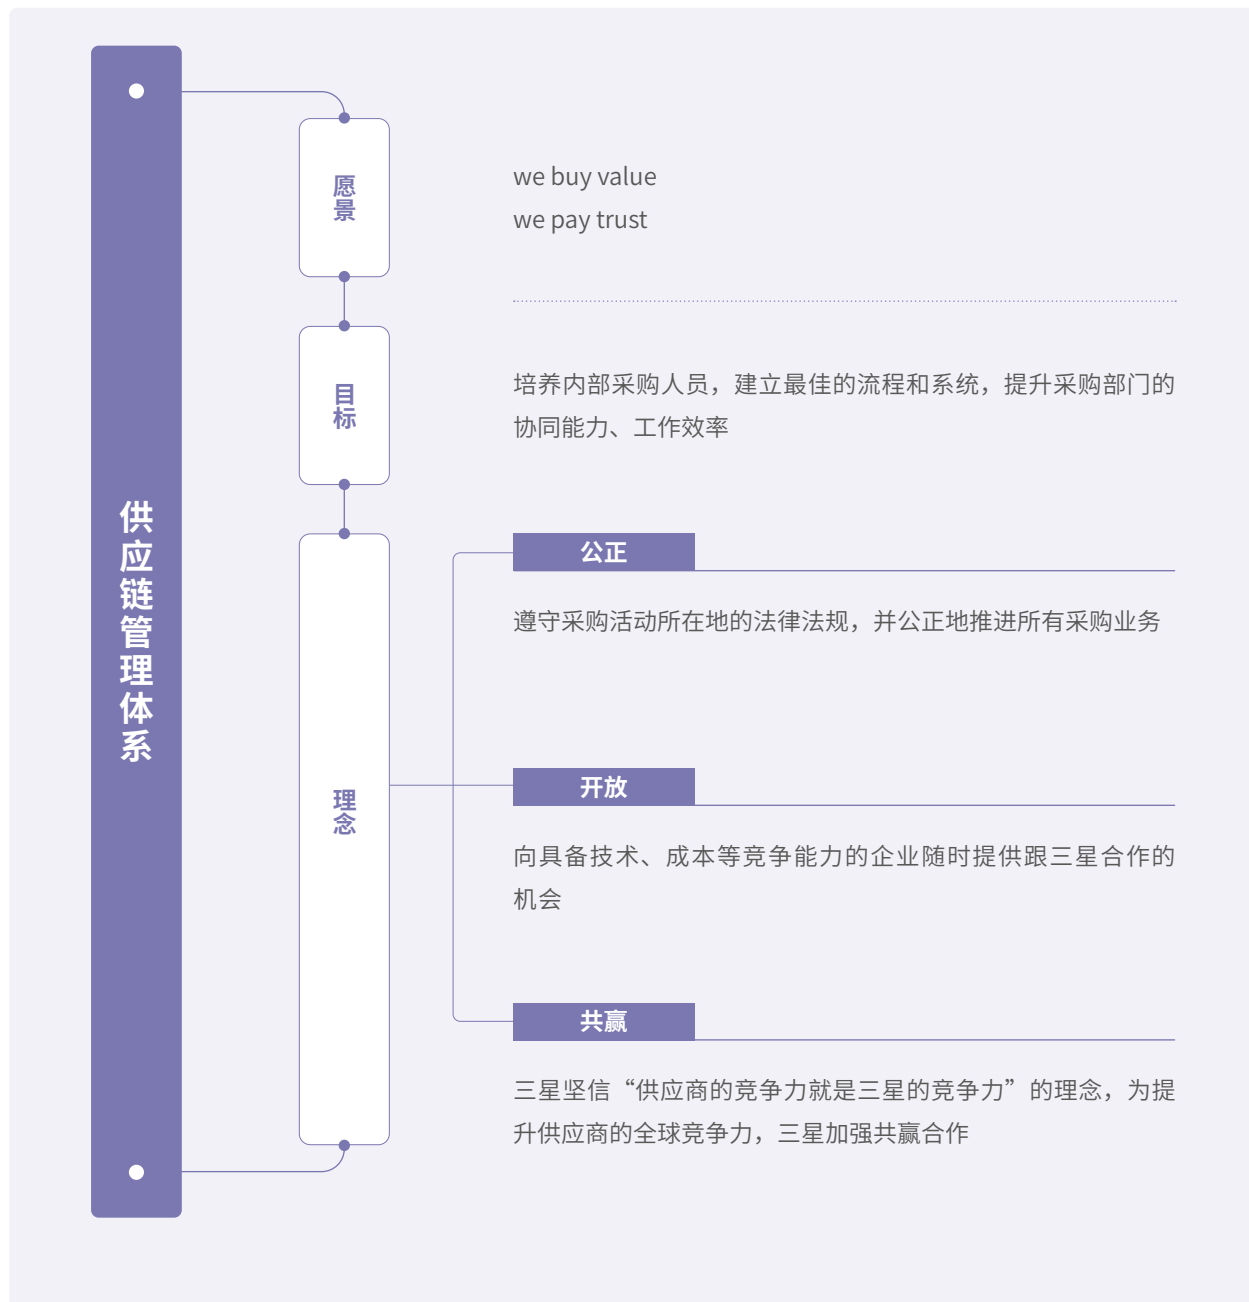 供应链管理体系
愿景
we buy value
we pay trust
目标
培养内部采购人员，建立最佳的流程和系统，提升采购部门的
协同能力、工作效率
理念
公正
遵守采购活动所在地的法律法规，并公正地推进所有采购业务
开放
向具备技术、成本等竞争能力的企业随时提供跟三星合作的
机会
共赢
三星坚信“供应商的竞争力就是三星的竞争力”的理念，为提
升供应商的全球竞争力，三星加强共赢合作